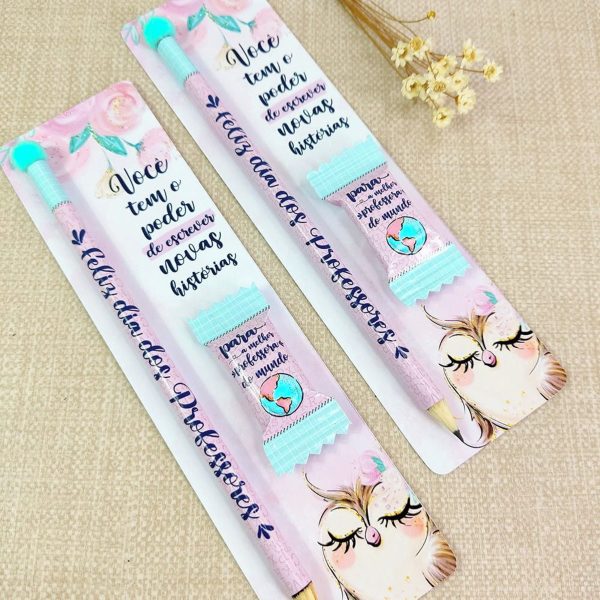 Você
tem o
poder
de escrever
novas
histórias
Feliz dia dos Professores
para
a melhor
professora
do mundo
Você
tem o
poder
de escrever
novas
histórias
Feliz dia dos Professores
para
a melhor
professora
do mundo